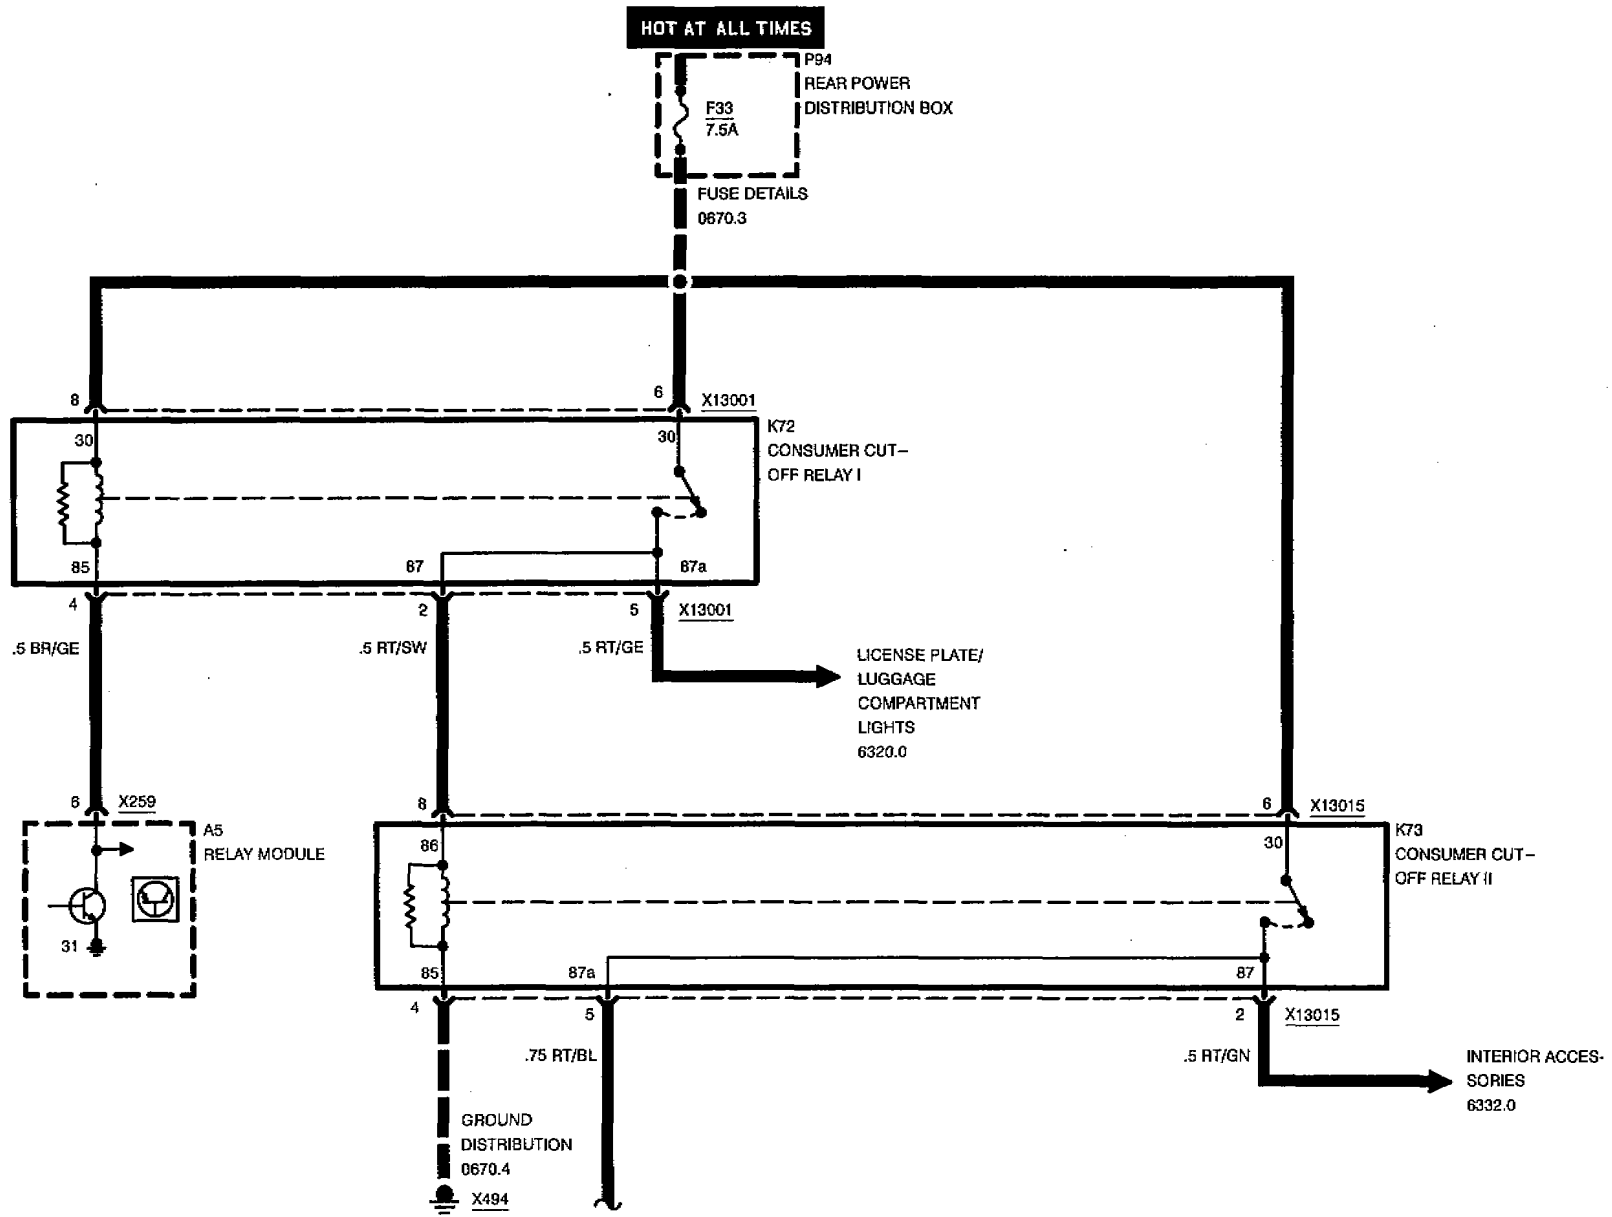 HOT AT ALL TIMES
P94
REAR POWER
DISTRIBUTION BOX
F33
7.5A
FUSE DETAILS
0670.3
8
6
X13001
30
30
K72
CONSUMER CUT-
OFF RELAY I
85
87
87a
4
2
5
X13001
.5 BR/GE
.5 RT/SW
.5 RT/GE
LICENSE PLATE/
LUGGAGE
COMPARTMENT
LIGHTS
6320.0
6
X259
8
6
X13015
A5
RELAY MODULE
31
86
30
K73
CONSUMER CUT-
OFF RELAY II
85
87a
87
4
5
2
X13015
.75 RT/BL
.5 RT/GN
INTERIOR ACCES-
SORIES
6332.0
GROUND
DISTRIBUTION
0670.4
X494